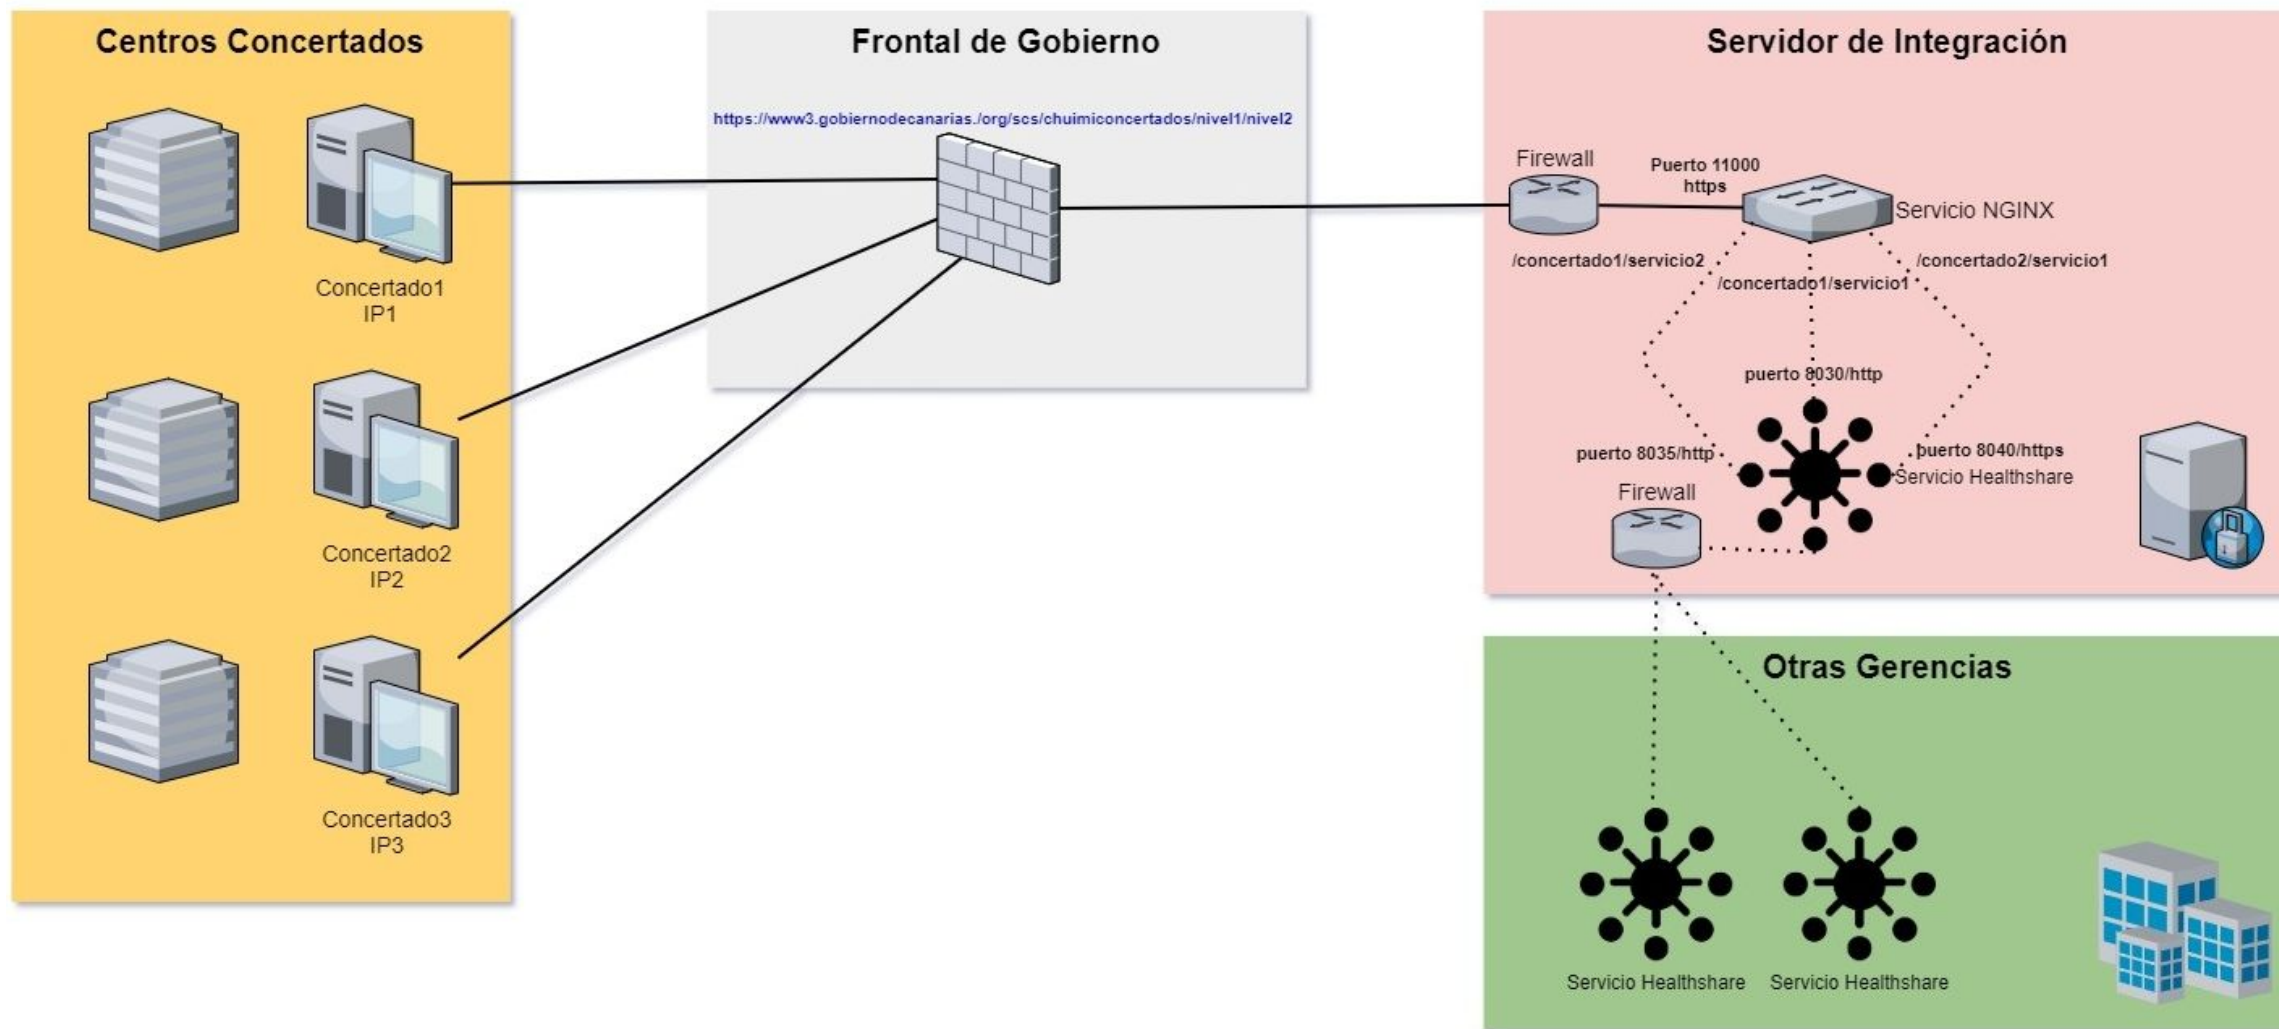 Centros Concertados
Concertado1
IP1
Concertado2
IP2
Concertado3
IP3
Frontal de Gobierno
https://www3.gobiernodecanarias./org/scs/chuimiconcertados/nivel1/nivel2
Servidor de Integración
Firewall
Puerto 11000
https
Servicio NGINX
/concertado1/servicio2
/concertado1/servicio1
/concertado2/servicio1
puerto 8030/http
puerto 8035/http
puerto 8040/https
Servicio Healthshare
Firewall
Otras Gerencias
Servicio Healthshare
Servicio Healthshare